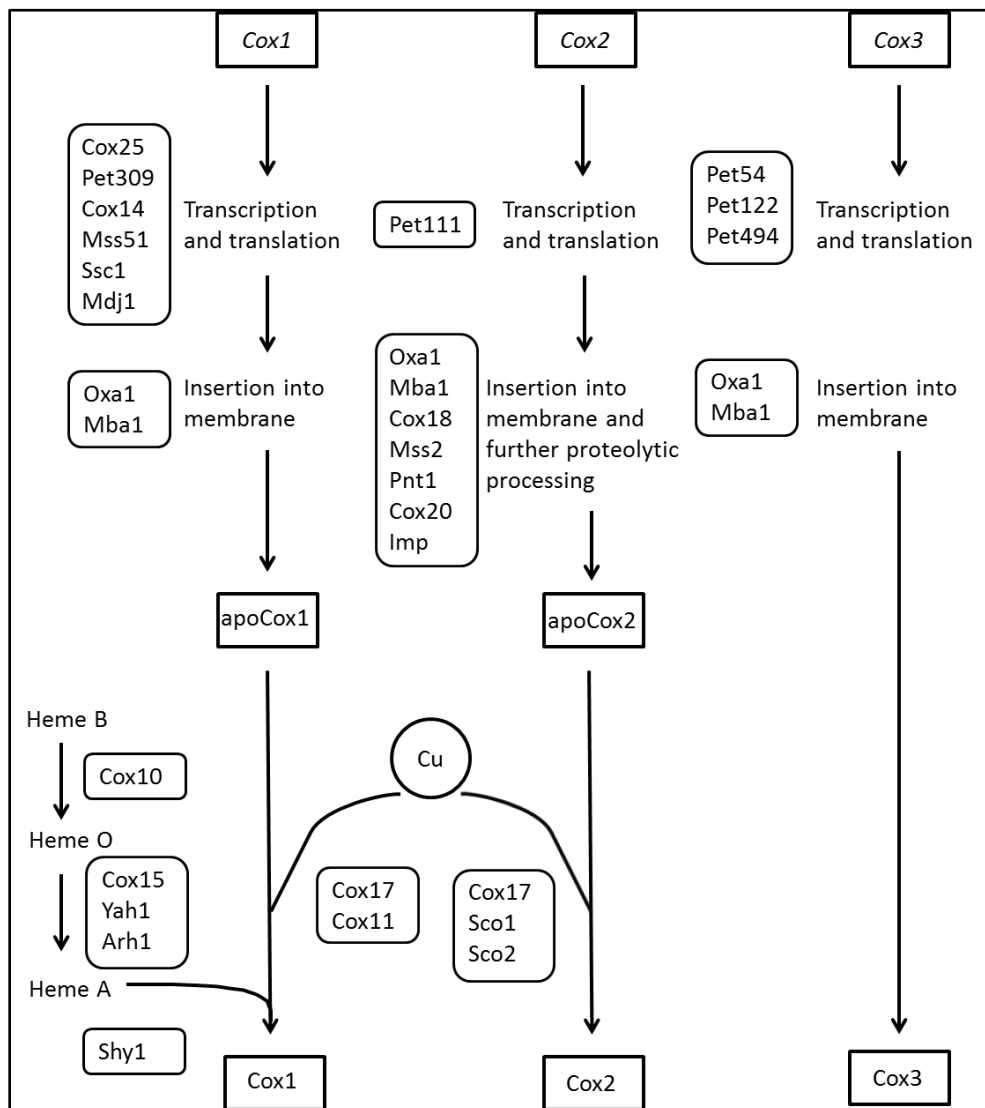 Cox1
Cox2
Cox3
Cox25
Pet309
Cox14
Mss51
Ssc1
Mdj1
Transcription
and translation
Pet111
Transcription
and translation
Pet54
Pet122
Pet494
Transcription
and translation
Oxa1
Mba1
Insertion into
membrane
Oxa1
Mba1
Cox18
Mss2
Pnt1
Cox20
Imp
Insertion into
membrane and
further proteolytic
processing
Oxa1
Mba1
Insertion into
membrane
apoCox1
apoCox2
Heme B
Cox10
Heme O
Cox15
Yah1
Arh1
Heme A
Shy1
Cu
Cox17
Cox11
Cox17
Sco1
Sco2
Cox1
Cox2
Cox3